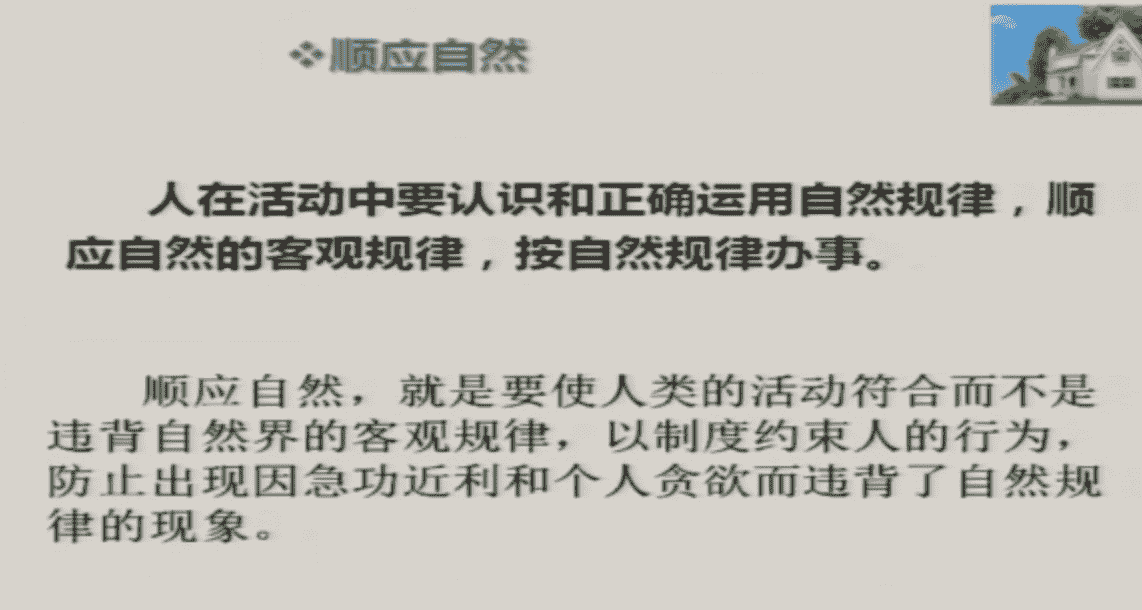 ❖顺应自然
人在活动中要认识和正确运用自然规律，顺
应自然的客观规律，按自然规律办事。
顺应自然，就是要使人类的活动符合而不是
违背自然界的客观规律，以制度约束人的行为，
防止出现因急功近利和个人贪欲而违背了自然规
律的现象。